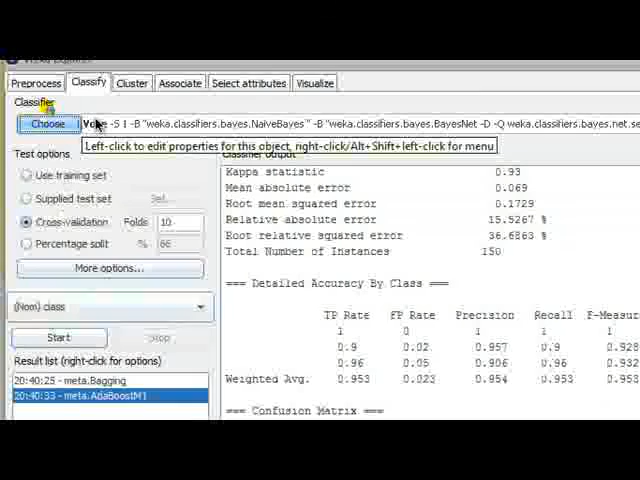 Weka Explorer
Preprocess Classify Cluster Associate Select attributes Visualize
Classifier
Choose Vote -S 1 -B "weka.classifiers.bayes.NaiveBayes" -B "weka.classifiers.bayes.BayesNet -D -Q weka.classifiers.bayes.net.se
Left-click to edit properties for this object, right-click/Alt+Shift+left-click for menu
Test options
Classifier output
Use training set
Supplied test set Set...
Cross-validation Folds 10
Percentage split % 66
More options...
(Nom) class
Start Stop
Result list (right-click for options)
20:40:25 - meta.Bagging
20:40:33 - meta.AdaBoostM1
Kappa statistic 0.93
Mean absolute error 0.069
Root mean squared error 0.1729
Relative absolute error 15.5267 %
Root relative squared error 36.6863 %
Total Number of Instances 150
=== Detailed Accuracy By Class ===
TP Rate FP Rate Precision Recall F-Measur
1 0 1 1 1
0.9 0.02 0.957 0.9 0.928
0.96 0.05 0.906 0.96 0.932
Weighted Avg. 0.953 0.023 0.954 0.953 0.953
=== Confusion Matrix ===